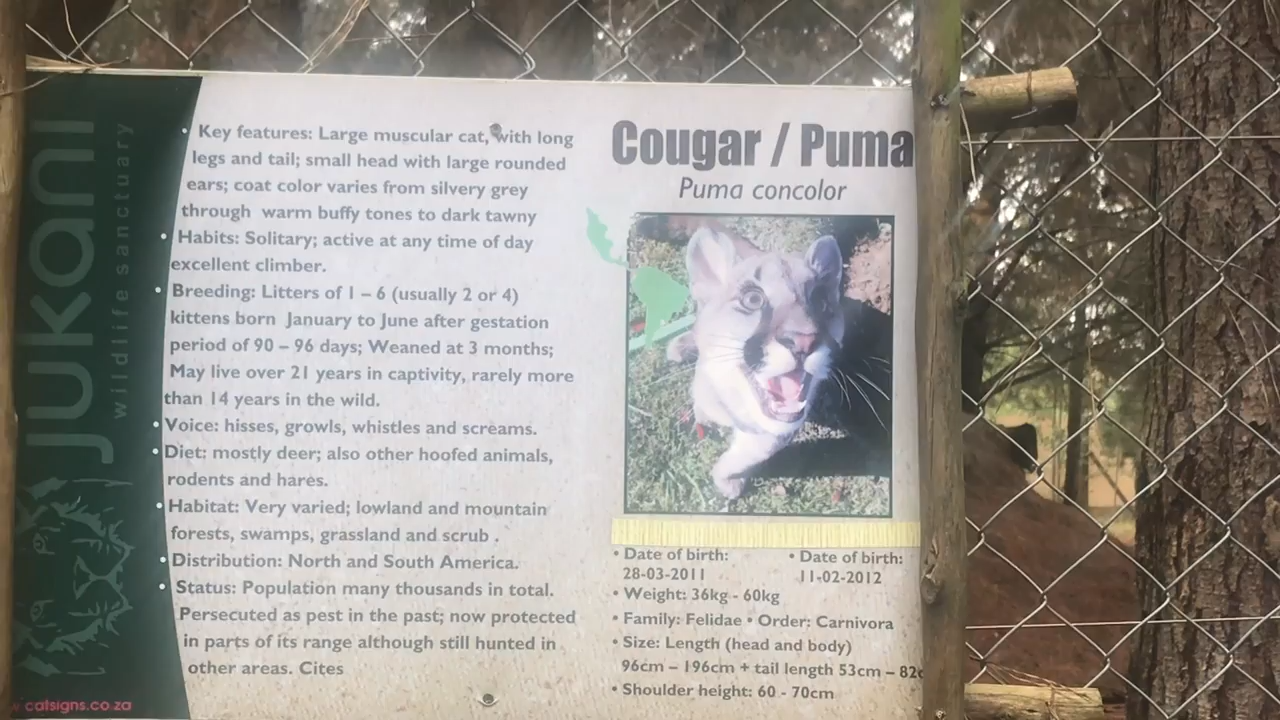 JUKANI
wildlife sanctuary
• Key features: Large muscular cat, with long
legs and tail; small head with large rounded
ears; coat color varies from silvery grey
through warm buffy tones to dark tawny
• Habits: Solitary; active at any time of day
excellent climber.
• Breeding: Litters of 1 – 6 (usually 2 or 4)
kittens born January to June after gestation
period of 90 – 96 days; Weaned at 3 months;
May live over 21 years in captivity, rarely more
than 14 years in the wild.
• Voice: hisses, growls, whistles and screams.
• Diet: mostly deer; also other hoofed animals,
rodents and hares.
• Habitat: Very varied; lowland and mountain
forests, swamps, grassland and scrub .
• Distribution: North and South America.
• Status: Population many thousands in total.
Persecuted as pest in the past; now protected
in parts of its range although still hunted in
other areas. Cites
catsigns.co.za
Cougar / Puma
Puma concolor
• Date of birth: • Date of birth:
28-03-2011 11-02-2012
• Weight: 36kg - 60kg
• Family: Felidae • Order: Carnivora
• Size: Length (head and body)
96cm – 196cm + tail length 53cm – 82c
• Shoulder height: 60 - 70cm